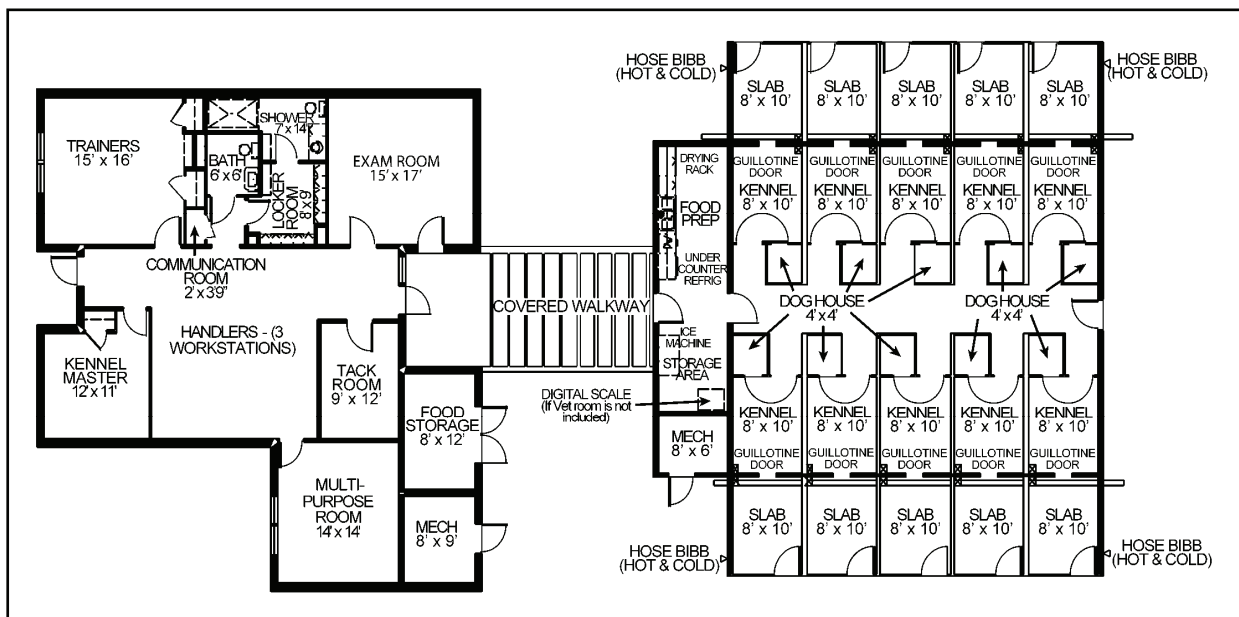 TRAINERS
15' x 16'
SHOWER
7' x 14'
BATH
6' x 6'
LOCKER
ROOM
8' x 9'
EXAM ROOM
15' x 17'
COMMUNICATION
ROOM
2' x 3'9"
HANDLERS - (3
WORKSTATIONS)
KENNEL
MASTER
12' x 11'
TACK
ROOM
9' x 12'
FOOD
STORAGE
8' x 12'
MULTI-
PURPOSE
ROOM
14' x 14'
MECH
8' x 9'
COVERED WALKWAY
DRYING
RACK
FOOD
PREP
UNDER
COUNTER
REFRIG
ICE
MACHINE
STORAGE
AREA
DIGITAL SCALE
(If Vet room is not
included)
MECH
8' x 6'
HOSE BIBB
(HOT & COLD)
HOSE BIBB
(HOT & COLD)
SLAB
8' x 10'
SLAB
8' x 10'
SLAB
8' x 10'
SLAB
8' x 10'
SLAB
8' x 10'
GUILLOTINE
DOOR
KENNEL
8' x 10'
GUILLOTINE
DOOR
KENNEL
8' x 10'
GUILLOTINE
DOOR
KENNEL
8' x 10'
GUILLOTINE
DOOR
KENNEL
8' x 10'
GUILLOTINE
DOOR
KENNEL
8' x 10'
DOG HOUSE
4' x 4'
DOG HOUSE
4' x 4'
KENNEL
8' x 10'
GUILLOTINE
DOOR
KENNEL
8' x 10'
GUILLOTINE
DOOR
KENNEL
8' x 10'
GUILLOTINE
DOOR
KENNEL
8' x 10'
GUILLOTINE
DOOR
KENNEL
8' x 10'
GUILLOTINE
DOOR
SLAB
8' x 10'
SLAB
8' x 10'
SLAB
8' x 10'
SLAB
8' x 10'
SLAB
8' x 10'
HOSE BIBB
(HOT & COLD)
HOSE BIBB
(HOT & COLD)